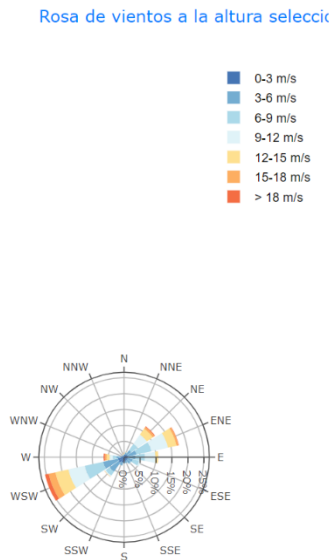 Rosa de vientos a la altura selecci
0-3 m/s
3-6 m/s
6-9 m/s
9-12 m/s
12-15 m/s
15-18 m/s
> 18 m/s
N
NNW
NNE
NW
NE
WNW
ENE
W
0%
5%
10%
15%
20%
25%
E
WSW
ESE
SW
SE
SSW
SSE
S